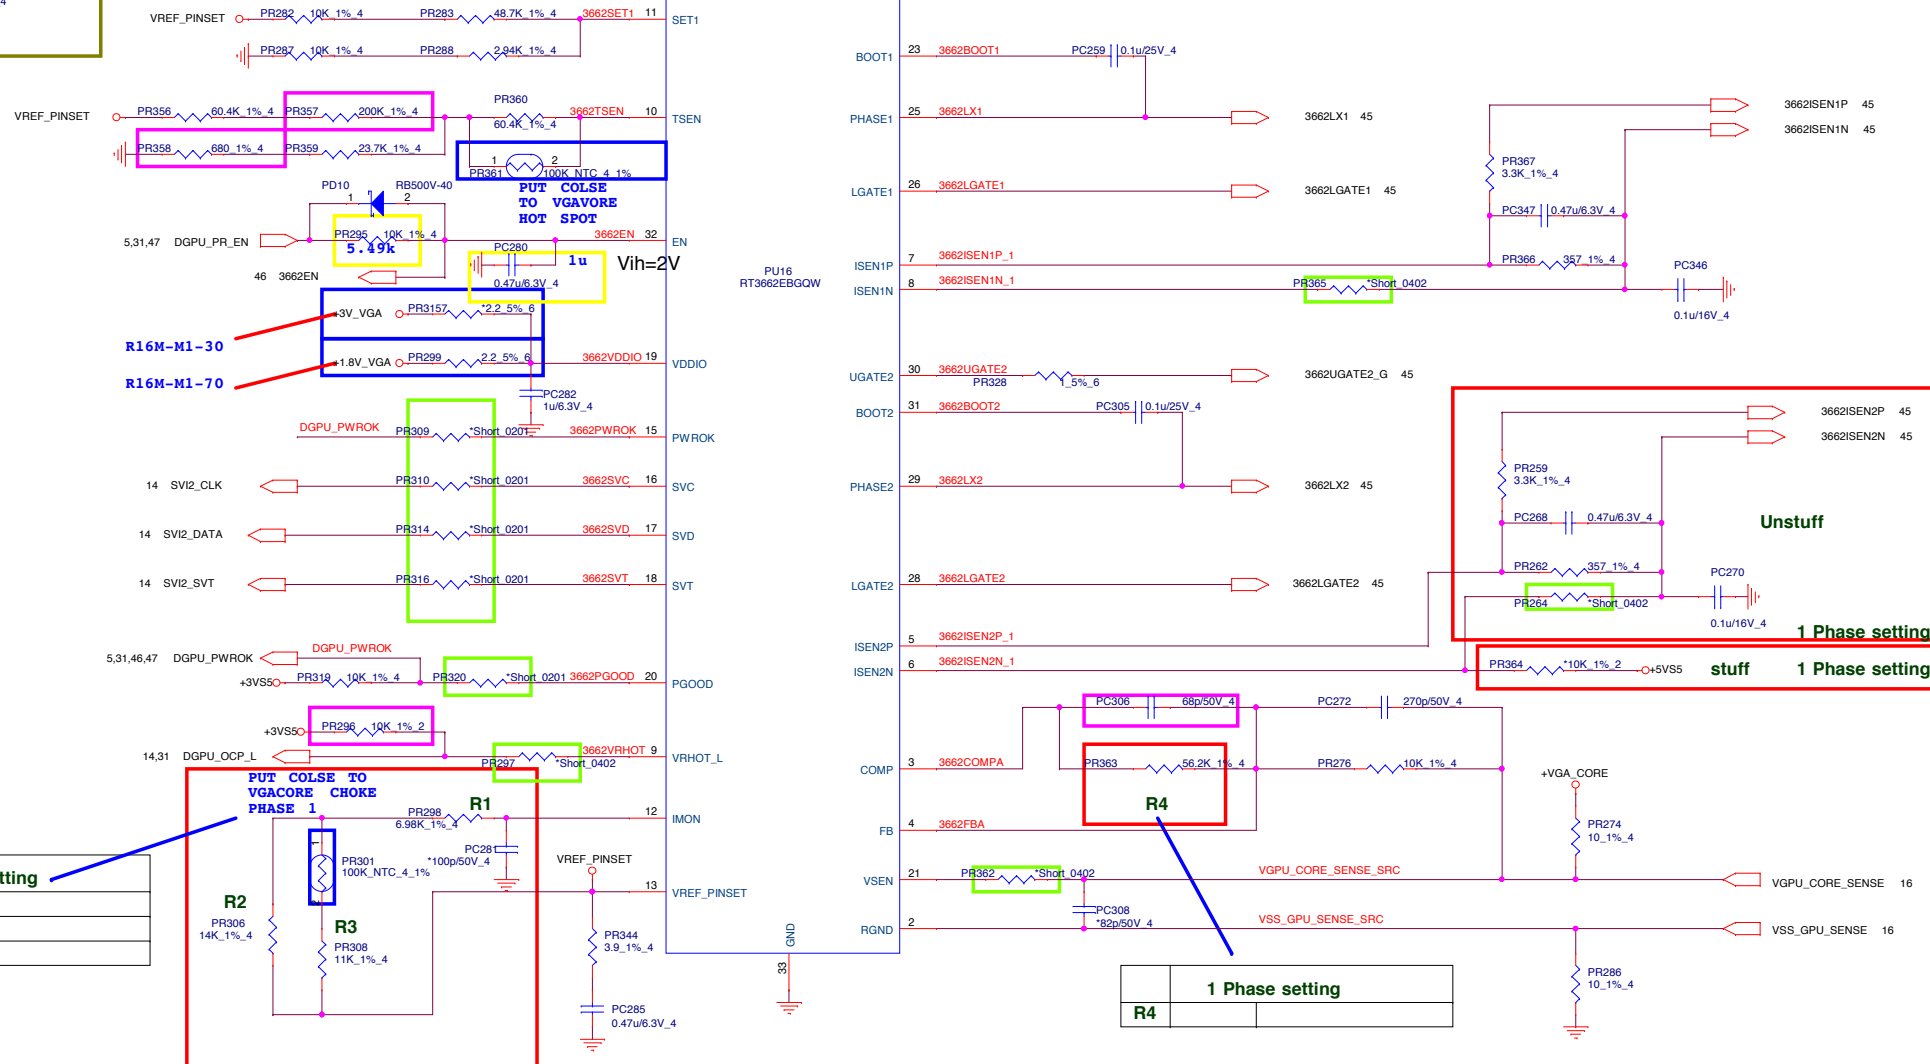 4
VREF_PINSET
PR282 10K_1%_4
PR283 48.7K_1%_4
3662SET1 11 SET1
PR287 10K_1%_4
PR288 2.94K_1%_4
VREF_PINSET
PR356 60.4K_1%_4
PR357 200K_1%_4
PR360
60.4K_1%_4
3662TSEN 10 TSEN
PR358 680_1%_4
PR359 23.7K_1%_4
1 2
PR361 100K_NTC_4_1%
PUT COLSE
TO VGAVORE
HOT SPOT
PD10 RB500V-40
1 2
5,31,47 DGPU_PR_EN
PR295 10K_1%_4
5.49k
3662EN 32 EN
46 3662EN
PC280
1u
0.47u/6.3V_4
Vih=2V
+3V_VGA
PR3157 *2.2_5%_6
R16M-M1-30
+1.8V_VGA
PR299 2.2_5%_6
3662VDDIO 19 VDDIO
R16M-M1-70
PC282
1u/6.3V_4
DGPU_PWROK
PR309 *Short_0201
3662PWROK 15 PWROK
14 SVI2_CLK
PR310 *Short_0201
3662SVC 16 SVC
14 SVI2_DATA
PR314 *Short_0201
3662SVD 17 SVD
14 SVI2_SVT
PR316 *Short_0201
3662SVT 18 SVT
5,31,46,47 DGPU_PWROK
DGPU_PWROK
+3VS5
PR319 10K_1%_4
PR320 *Short_0201
3662PGOOD 20 PGOOD
+3VS5
PR296 10K_1%_2
14,31 DGPU_OCP_L
PR297 *Short_0402
3662VRHOT 9 VRHOT_L
PUT COLSE TO
VGACORE CHOKE
PHASE 1
R1
PR298
6.98K_1%_4
12 IMON
PC281
*100p/50V_4
1
PR301
100K_NTC_4_1%
2
tting
R2
PR306
14K_1%_4
R3
PR308
11K_1%_4
VREF_PINSET
13 VREF_PINSET
PR344
3.9_1%_4
PC285
0.47u/6.3V_4
PU16
RT3662EBGQW
GND
33
BOOT1 23 3662BOOT1
PC259 0.1u/25V_4
PHASE1 25 3662LX1
3662LX1 45
LGATE1 26 3662LGATE1
3662LGATE1 45
3662ISEN1P 45
3662ISEN1N 45
PR367
3.3K_1%_4
PC347 0.47u/6.3V_4
ISEN1P 7 3662ISEN1P_1
PR366 357_1%_4
ISEN1N 8 3662ISEN1N_1
PR365 *Short_0402
PC346
0.1u/16V_4
UGATE2 30 3662UGATE2
PR328 1_5%_6
3662UGATE2_G 45
BOOT2 31 3662BOOT2
PC305 0.1u/25V_4
PHASE2 29 3662LX2
3662LX2 45
3662ISEN2P 45
3662ISEN2N 45
PR259
3.3K_1%_4
PC268 0.47u/6.3V_4
Unstuff
PR262 357_1%_4
PR264 *Short_0402
PC270
0.1u/16V_4
1 Phase setting
LGATE2 28 3662LGATE2
3662LGATE2 45
ISEN2P 5 3662ISEN2P_1
ISEN2N 6 3662ISEN2N_1
PR364 *10K_1%_2
+5VS5
stuff 1 Phase setting
PC306 68p/50V_4
PC272 270p/50V_4
COMP 3 3662COMPA
PR363 56.2K_1%_4
R4
PR276 10K_1%_4
FB 4 3662FBA
+VGA_CORE
PR274
10_1%_4
VSEN 21
PR362 *Short_0402
VGPU_CORE_SENSE_SRC
VGPU_CORE_SENSE 16
PC308
*82p/50V_4
RGND 2
VSS_GPU_SENSE_SRC
VSS_GPU_SENSE 16
PR286
10_1%_4
1 Phase setting
R4